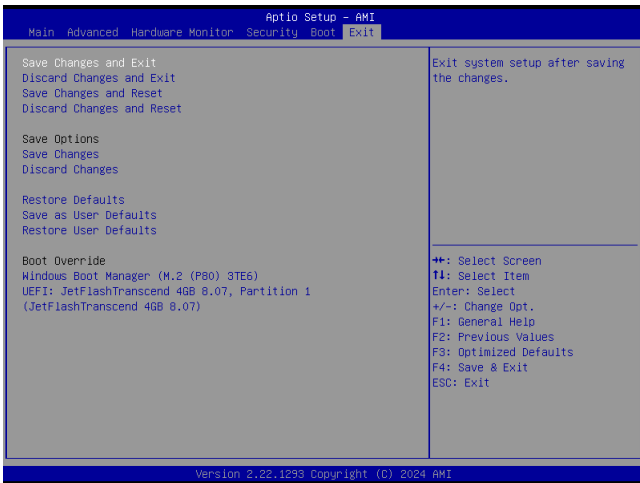 Aptio Setup – AMI
Main Advanced Hardware Monitor Security Boot Exit
Save Changes and Exit
Discard Changes and Exit
Save Changes and Reset
Discard Changes and Reset
Save Options
Save Changes
Discard Changes
Restore Defaults
Save as User Defaults
Restore User Defaults
Boot Override
Windows Boot Manager (M.2 (P80) 3TE6)
UEFI: JetFlashTranscend 4GB 8.07, Partition 1
(JetFlashTranscend 4GB 8.07)
Exit system setup after saving
the changes.
→←: Select Screen
↑↓: Select Item
Enter: Select
+/-: Change Opt.
F1: General Help
F2: Previous Values
F3: Optimized Defaults
F4: Save & Exit
ESC: Exit
Version 2.22.1293 Copyright (C) 2024 AMI